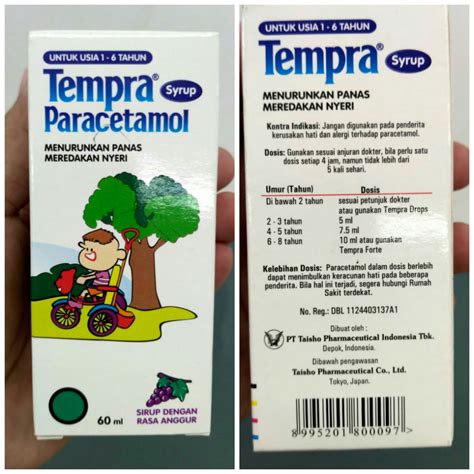 UNTUK USIA 1 - 6 TAHUN
Tempra® Syrup
Paracetamol
MENURUNKAN PANAS
MEREDAKAN NYERI
60 ml
SIRUP DENGAN
RASA ANGGUR
UNTUK USIA 1 - 6 TAHUN
Tempra® Syrup
MENURUNKAN PANAS
MEREDAKAN NYERI
Kontra Indikasi: Jangan digunakan pada penderita
kerusakan hati dan alergi terhadap paracetamol.
Dosis: Gunakan sesuai anjuran dokter, bila perlu satu
dosis setiap 4 jam, namun tidak lebih dari
5 kali sehari.
Umur (Tahun) Dosis
Di bawah 2 tahun sesuai petunjuk dokter
atau gunakan Tempra Drops
2 - 3 tahun 5 ml
4 - 5 tahun 7.5 ml
6 - 8 tahun 10 ml atau gunakan
Tempra Forte
Kelebihan Dosis: Paracetamol dalam dosis berlebih
dapat menimbulkan keracunan hati pada beberapa
penderita. Bila hal ini terjadi, segera hubungi Rumah
Sakit terdekat.
No. Reg.: DBL 1124403137A1
Dibuat oleh :
PT Taisho Pharmaceutical Indonesia Tbk.
Depok, Indonesia.
Dibawah pengawasan
Taisho Pharmaceutical Co., Ltd.
Tokyo, Japan.
8 995201 800097 >